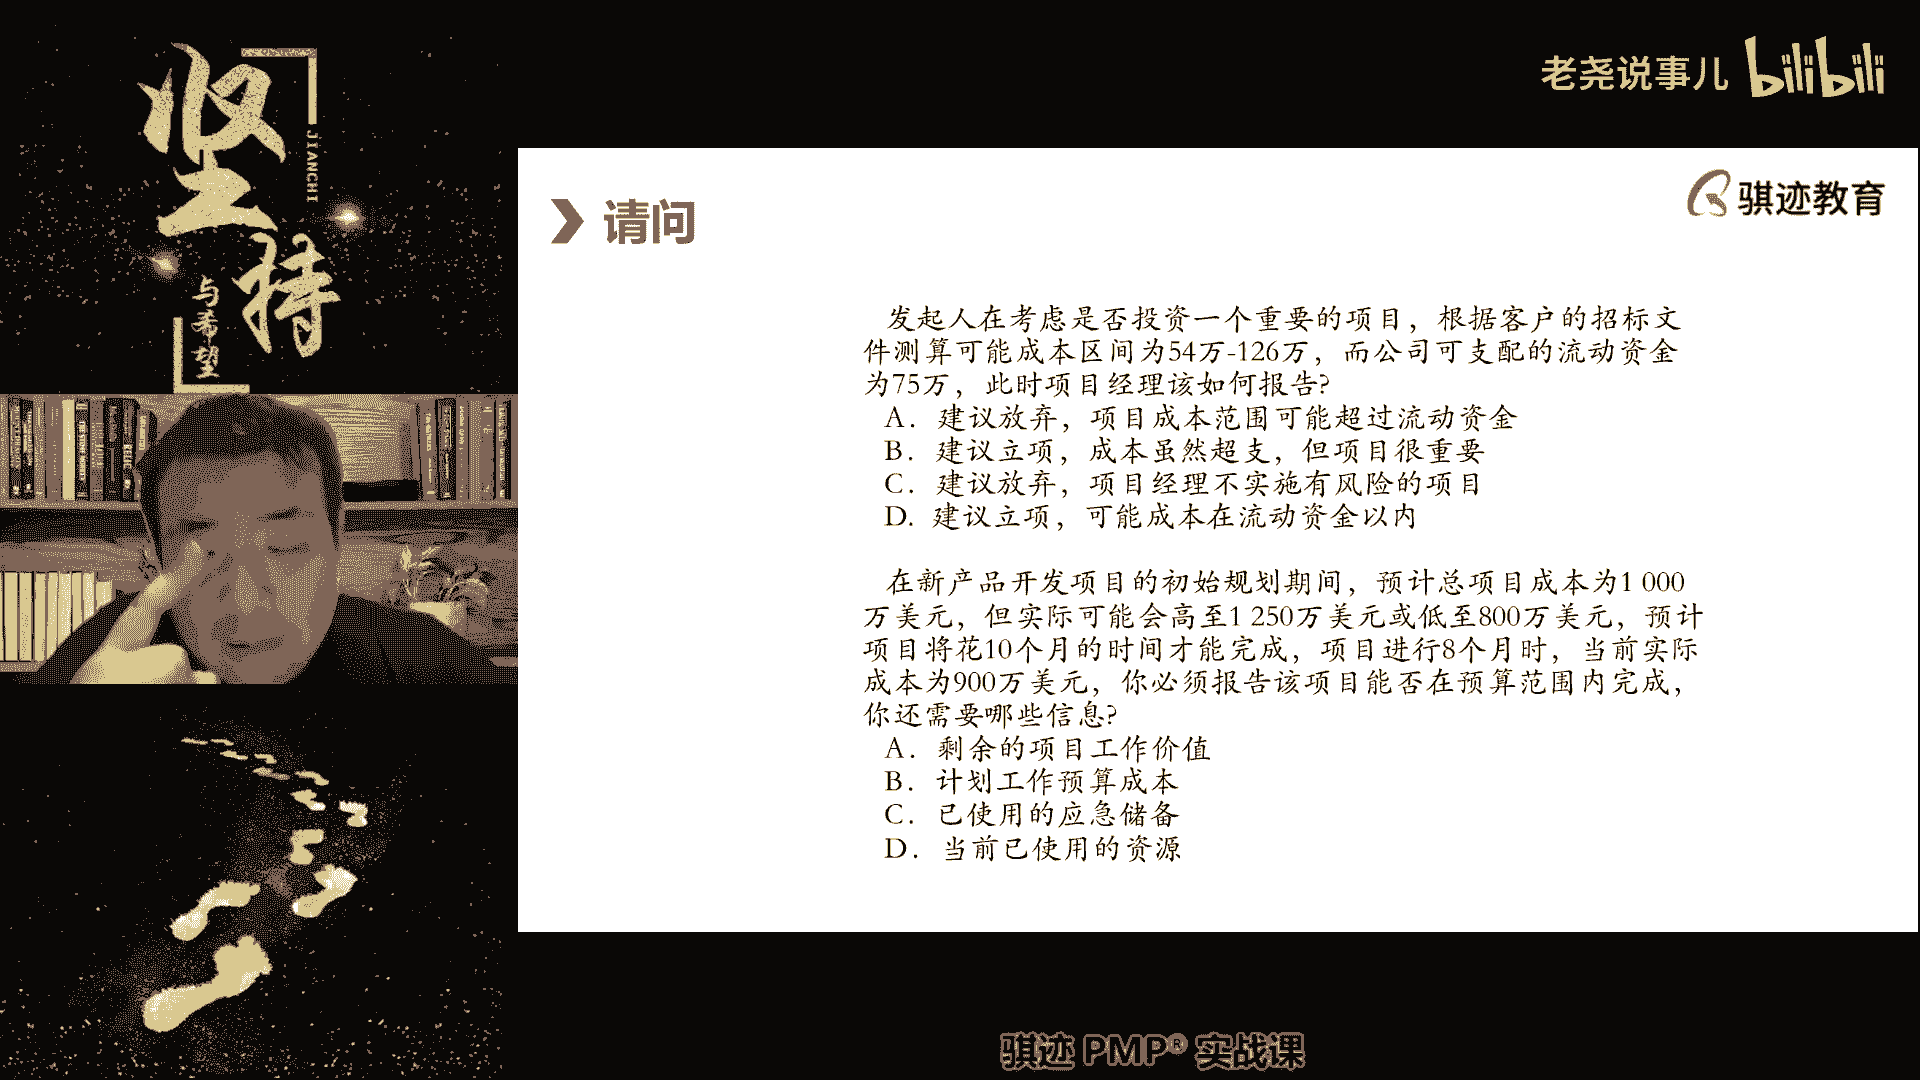 坚
持
JIANCHI
与希望
老尧说事儿 bilibili
骐迹教育
请问
发起人在考虑是否投资一个重要的项目，根据客户的招标文
件测算可能成本区间为54万-126万，而公司可支配的流动资金
为75万，此时项目经理该如何报告?
A．建议放弃，项目成本范围可能超过流动资金
B．建议立项，成本虽然超支，但项目很重要
C．建议放弃，项目经理不实施有风险的项目
D. 建议立项，可能成本在流动资金以内
在新产品开发项目的初始规划期间，预计总项目成本为1 000
万美元，但实际可能会高至1 250万美元或低至800万美元，预计
项目将花10个月的时间才能完成，项目进行8个月时，当前实际
成本为900万美元，你必须报告该项目能否在预算范围内完成，
你还需要哪些信息?
A．剩余的项目工作价值
B．计划工作预算成本
C．已使用的应急储备
D．当前已使用的资源
骐迹 PMP® 实战课